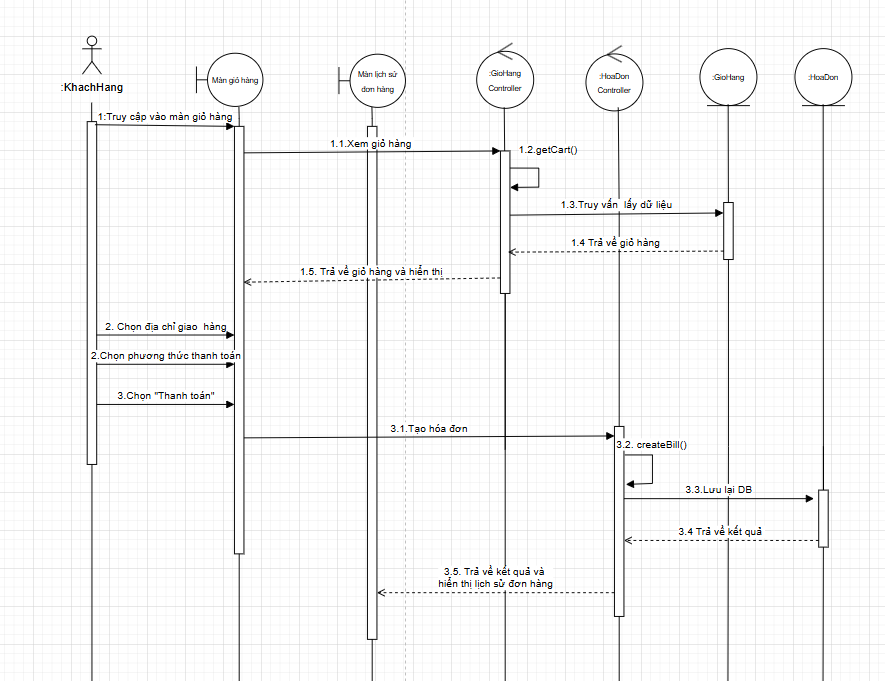 :KhachHang
Màn giỏ hàng
Màn lịch sử
đơn hàng
:GioHang
Controller
:HoaDon
Controller
:GioHang
:HoaDon
1:Truy cập vào màn giỏ hàng
1.1.Xem giỏ hàng
1.2.getCart()
1.3.Truy vấn lấy dữ liệu
1.4 Trả về giỏ hàng
1.5. Trả về giỏ hàng và hiển thị
2. Chọn địa chỉ giao hàng
2.Chọn phương thức thanh toán
3.Chọn "Thanh toán"
3.1.Tạo hóa đơn
3.2. createBill()
3.3.Lưu lại DB
3.4 Trả về kết quả
3.5. Trả về kết quả và
hiển thị lịch sử đơn hàng